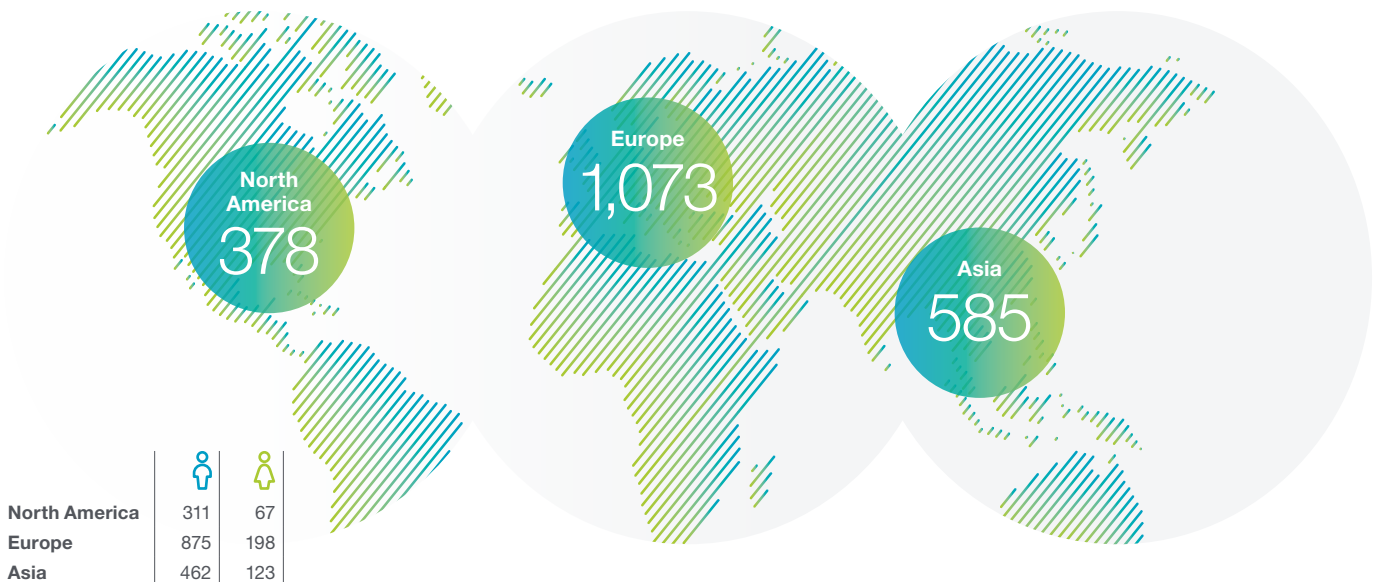 North
America
378
Europe
1,073
Asia
585
North America 311 67
Europe 875 198
Asia 462 123